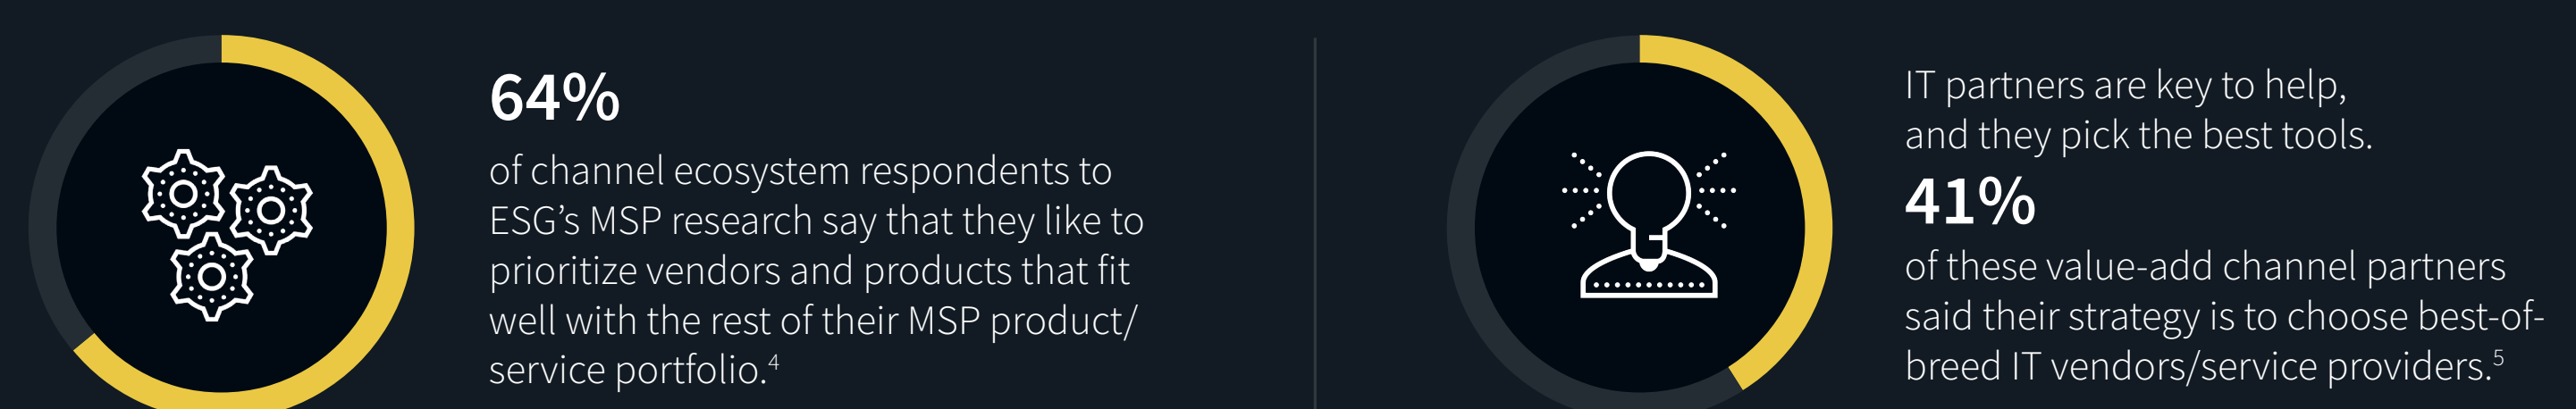 64%
of channel ecosystem respondents to
ESG’s MSP research say that they like to
prioritize vendors and products that fit
well with the rest of their MSP product/
service portfolio.4
IT partners are key to help,
and they pick the best tools.
41%
of these value-add channel partners
said their strategy is to choose best-of-
breed IT vendors/service providers.5